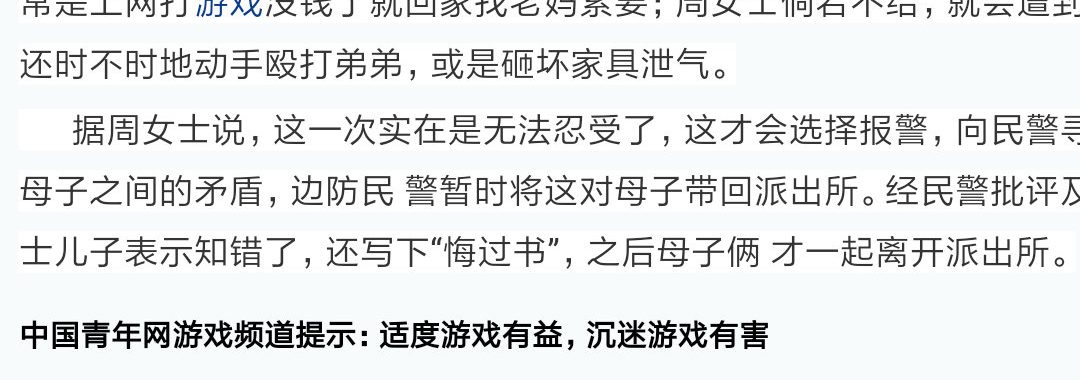 常是上网打游戏没钱了就回家找老妈索要；周女士倘若不给，就会遭到
还时不时地动手殴打弟弟，或是砸坏家具泄气。
据周女士说，这一次实在是无法忍受了，这才会选择报警，向民警寻
母子之间的矛盾，边防民 警暂时将这对母子带回派出所。经民警批评及
士儿子表示知错了，还写下“悔过书”，之后母子俩 才一起离开派出所。
中国青年网游戏频道提示：适度游戏有益，沉迷游戏有害